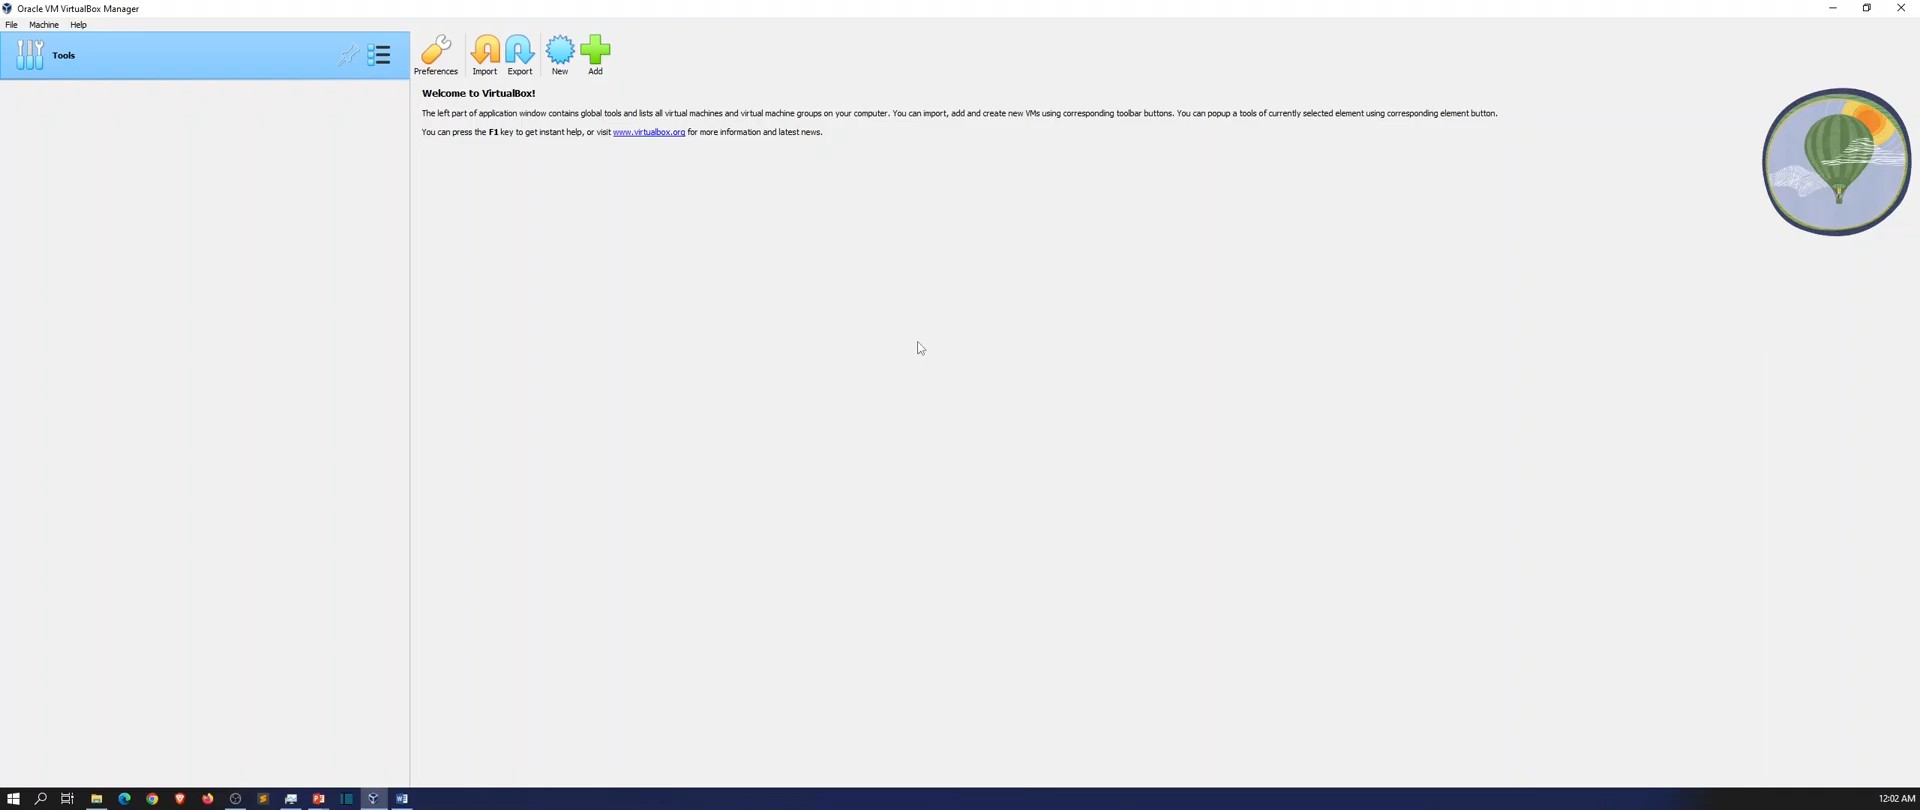 Oracle VM VirtualBox Manager
File Machine Help
Tools
Preferences Import Export New Add
Welcome to VirtualBox!
The left part of application window contains global tools and lists all virtual machines and virtual machine groups on your computer. You can import, add and create new VMs using corresponding toolbar buttons. You can popup a tools of currently selected element using corresponding element button.
You can press the F1 key to get instant help, or visit www.virtualbox.org for more information and latest news.
12:02 AM